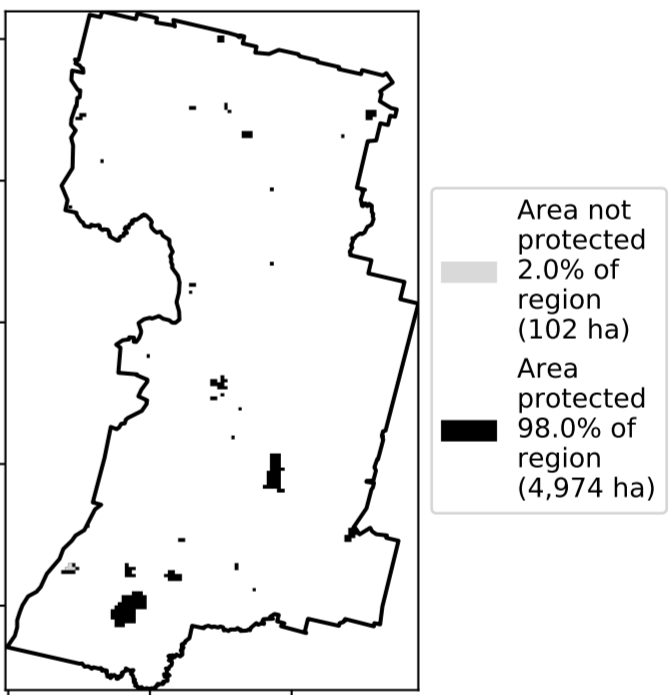 Area not
protected
2.0% of
region
(102 ha)
Area
protected
98.0% of
region
(4,974 ha)